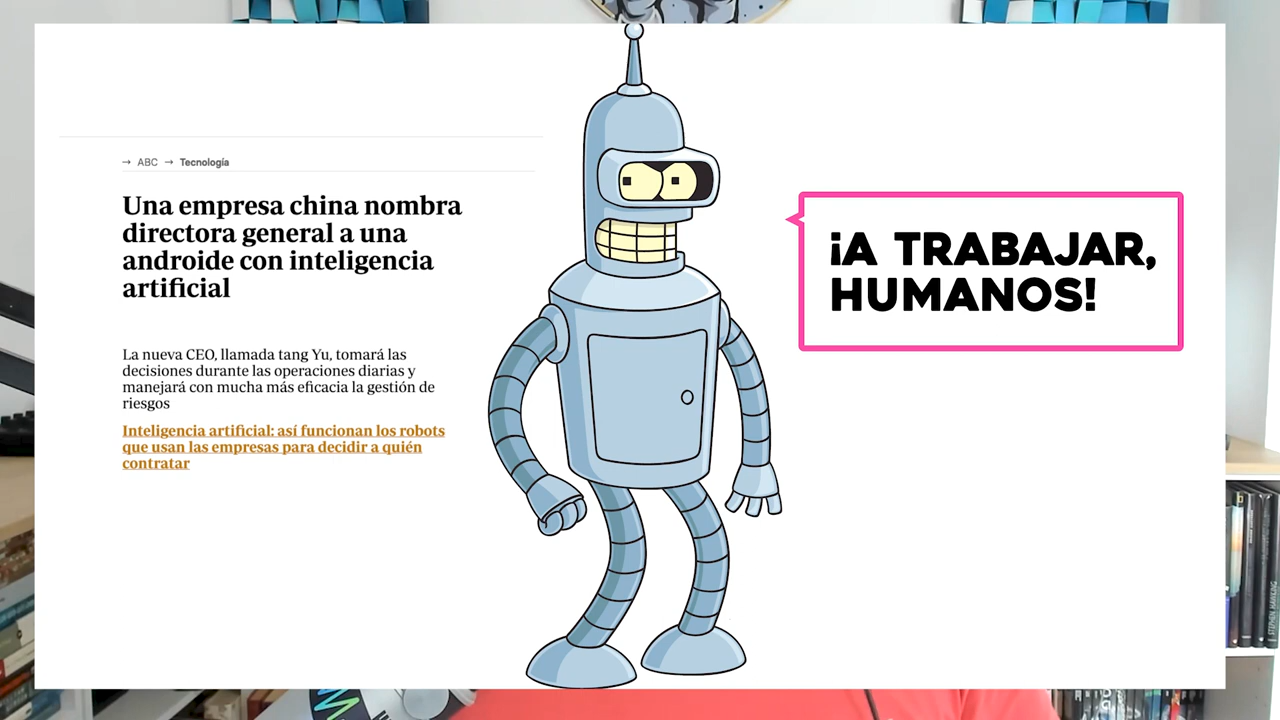 → ABC → Tecnología
Una empresa china nombra
directora general a una
androide con inteligencia
artificial
La nueva CEO, llamada tang Yu, tomará las
decisiones durante las operaciones diarias y
manejará con mucha más eficacia la gestión de
riesgos
Inteligencia artificial: así funcionan los robots
que usan las empresas para decidir a quién
contratar
¡A TRABAJAR,
HUMANOS!
STEPHEN HAWKING